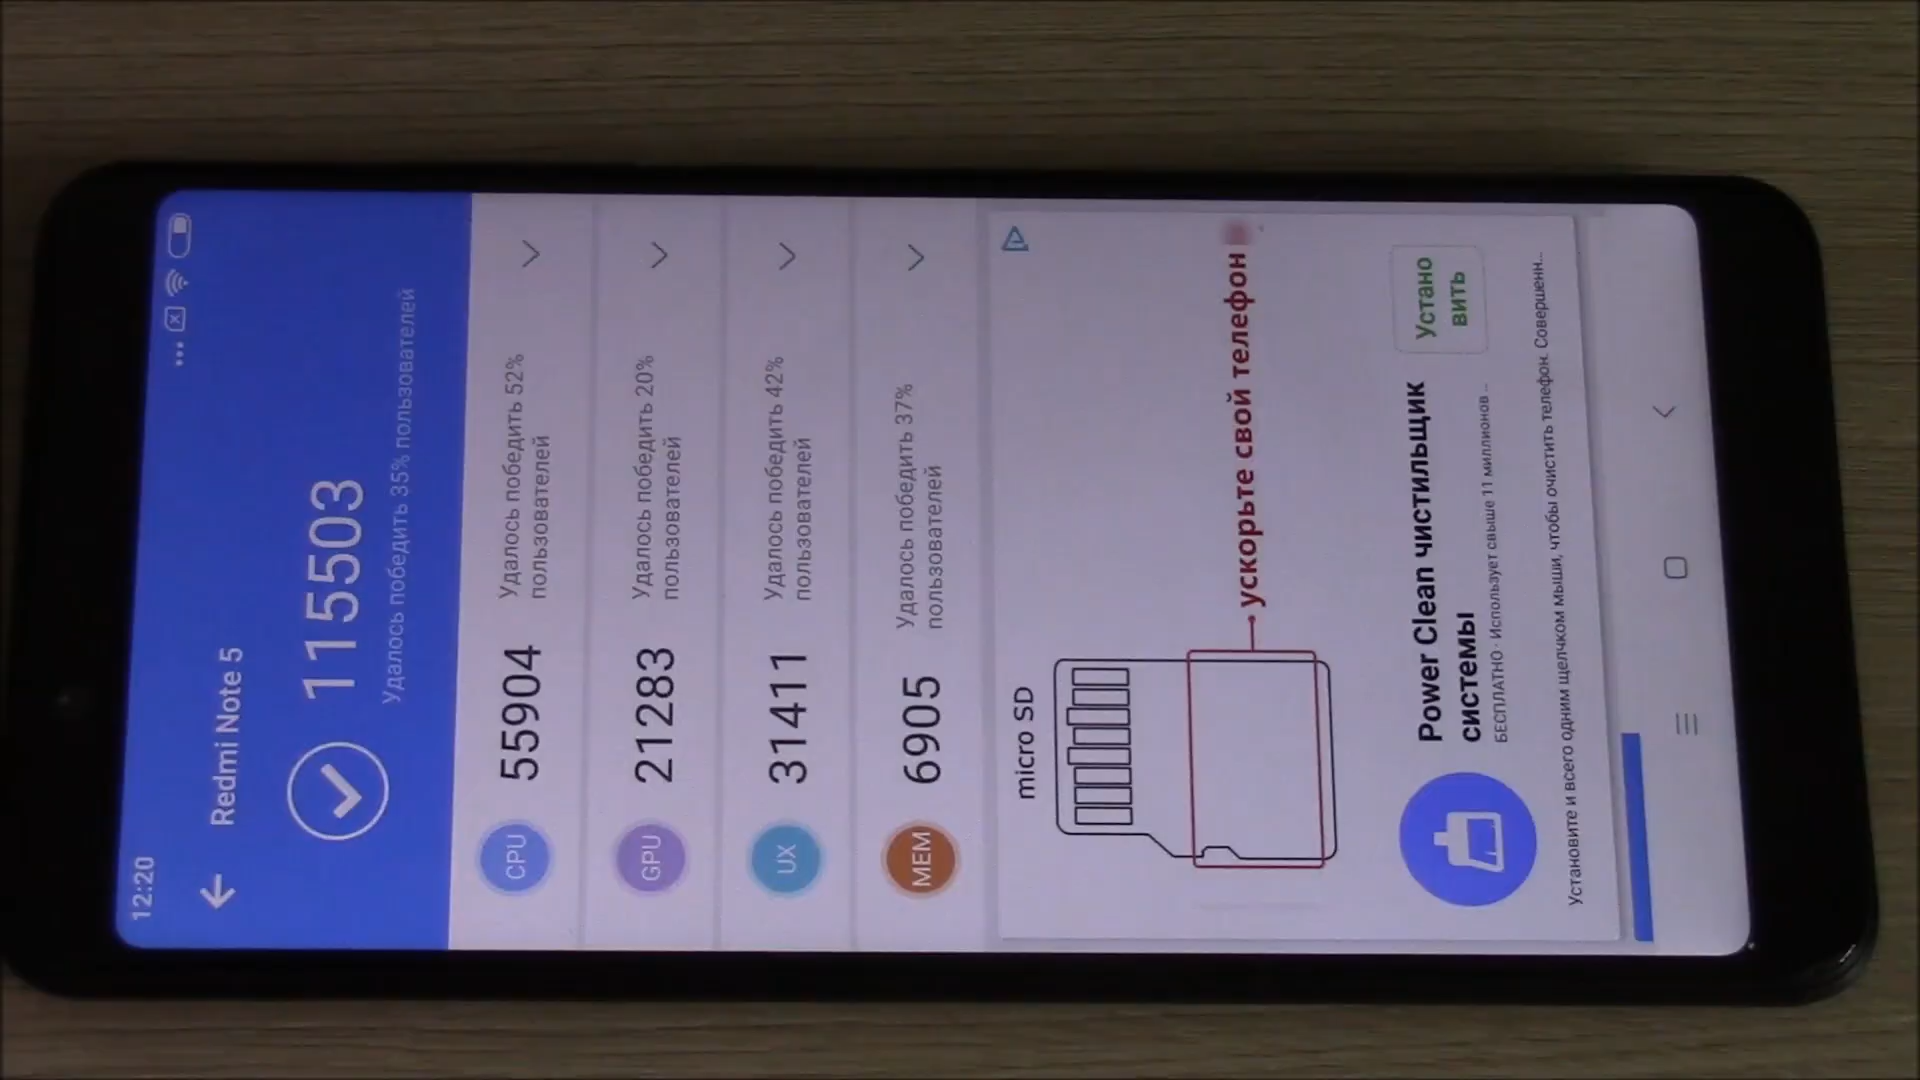 12:20
Redmi Note 5
115503
Удалось победить 35% пользователей
CPU
55904
Удалось победить 52%
пользователей
GPU
21283
Удалось победить 20%
пользователей
UX
31411
Удалось победить 42%
пользователей
MEM
6905
Удалось победить 37%
пользователей
micro SD
ускорьте свой телефон
Power Clean чистильщик
системы
БЕСПЛАТНО · Использует свыше 11 миллионов ...
Устано
вить
Установите и всего одним щелчком мыши, чтобы очистить телефон. Совершенн...